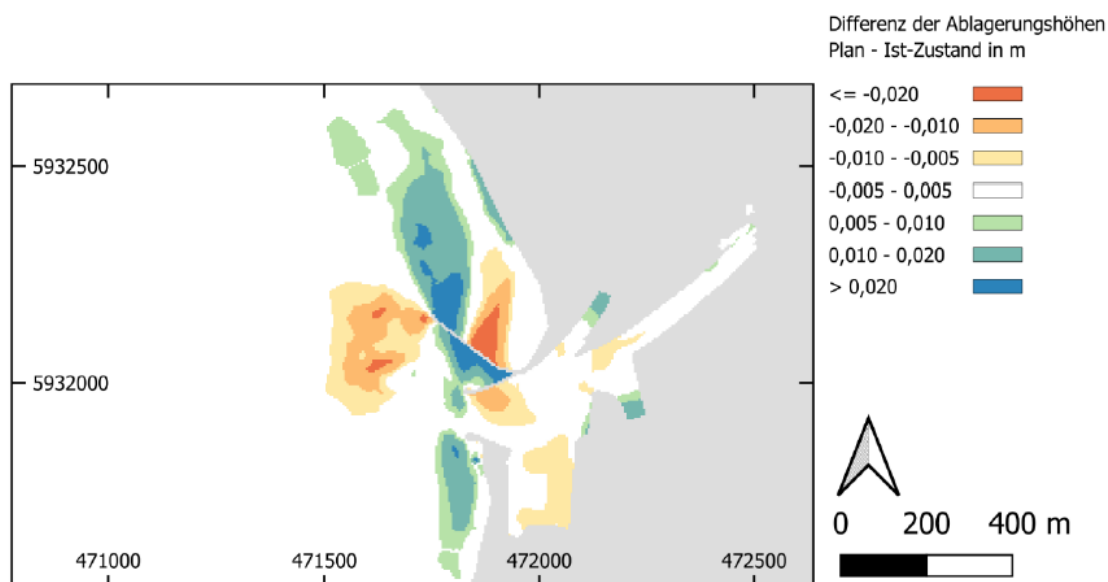 Differenz der Ablagerungshöhen
Plan - Ist-Zustand in m
<= -0,020
-0,020 - -0,010
-0,010 - -0,005
-0,005 - 0,005
0,005 - 0,010
0,010 - 0,020
> 0,020
5932500
5932000
471000
471500
472000
472500
0 200 400 m